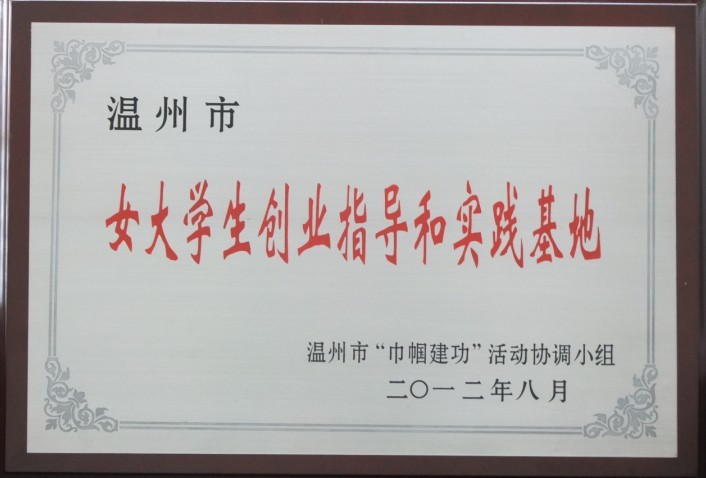 温州市
女大学生创业指导和实践基地
温州市“巾帼建功”活动协调小组
二〇一二年八月